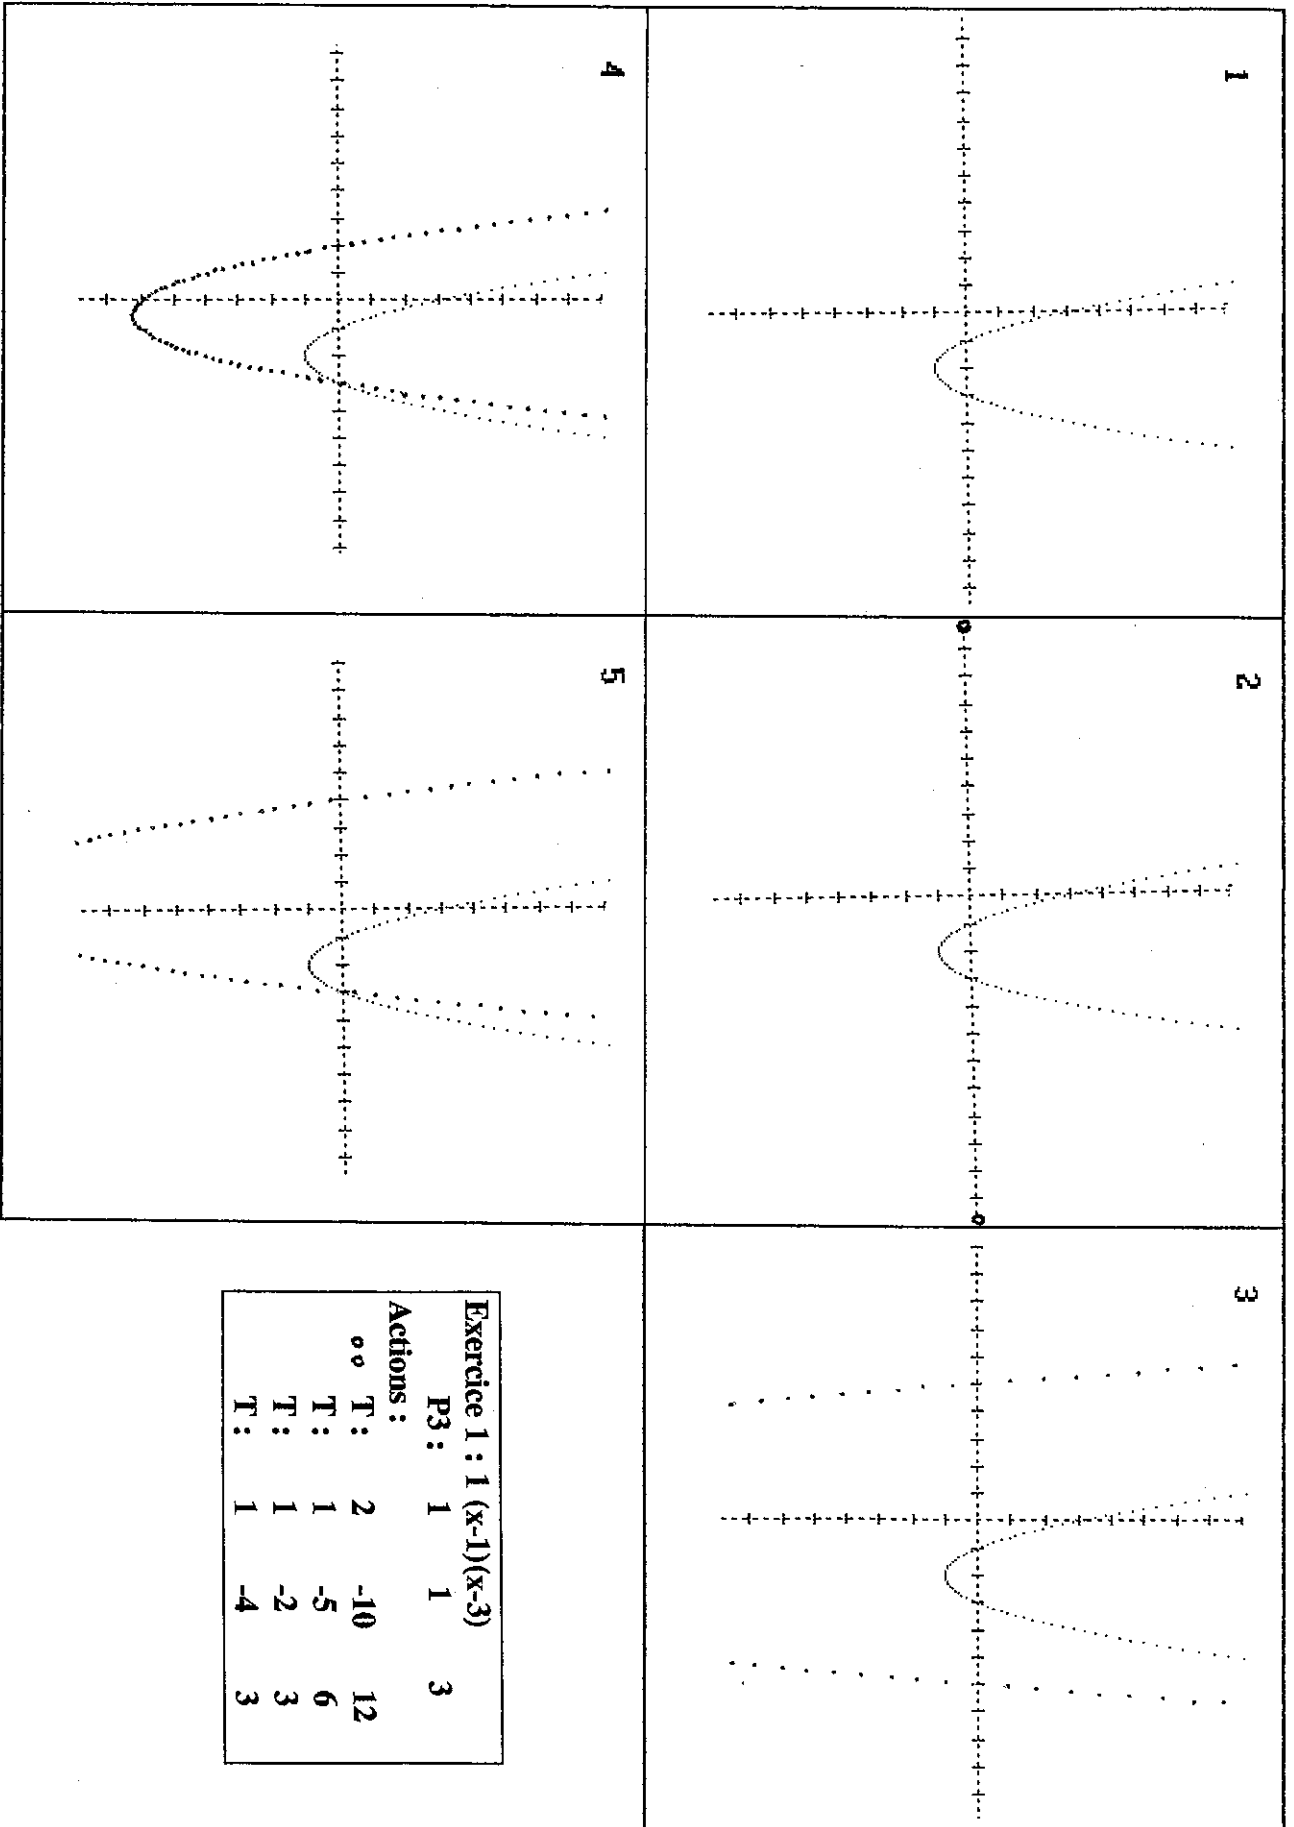 1
2
3
4
5
Exercice 1 : 1 (x-1)(x-3)
P3 : 1 1 3
Actions :
T : 2 -10 12
T : 1 -5 6
T : 1 -2 3
T : 1 -4 3